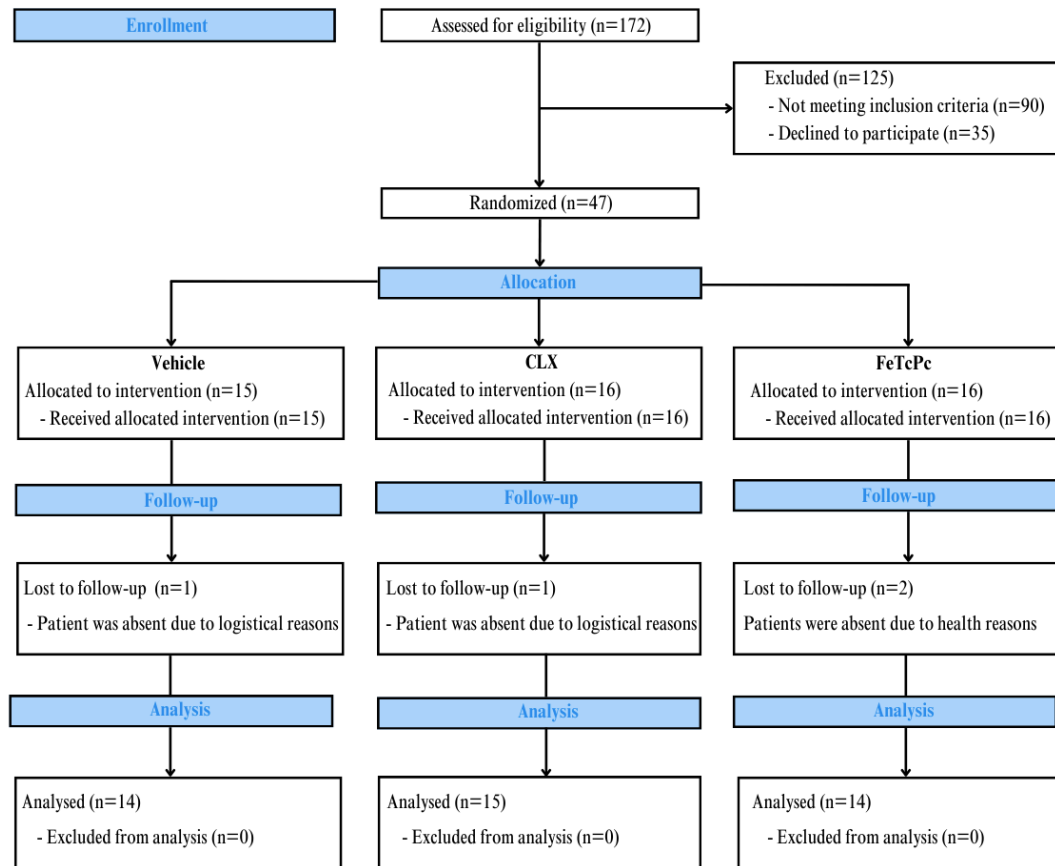 Enrollment
Assessed for eligibility (n=172)
Excluded (n=125)
- Not meeting inclusion criteria (n=90)
- Declined to participate (n=35)
Randomized (n=47)
Allocation
Vehicle
Allocated to intervention (n=15)
- Received allocated intervention (n=15)
CLX
Allocated to intervention (n=16)
- Received allocated intervention (n=16)
FeTcPc
Allocated to intervention (n=16)
- Received allocated intervention (n=16)
Follow-up
Follow-up
Follow-up
Lost to follow-up (n=1)
- Patient was absent due to logistical reasons
Lost to follow-up (n=1)
- Patient was absent due to logistical reasons
Lost to follow-up (n=2)
Patients were absent due to health reasons
Analysis
Analysis
Analysis
Analysed (n=14)
- Excluded from analysis (n=0)
Analysed (n=15)
- Excluded from analysis (n=0)
Analysed (n=14)
- Excluded from analysis (n=0)